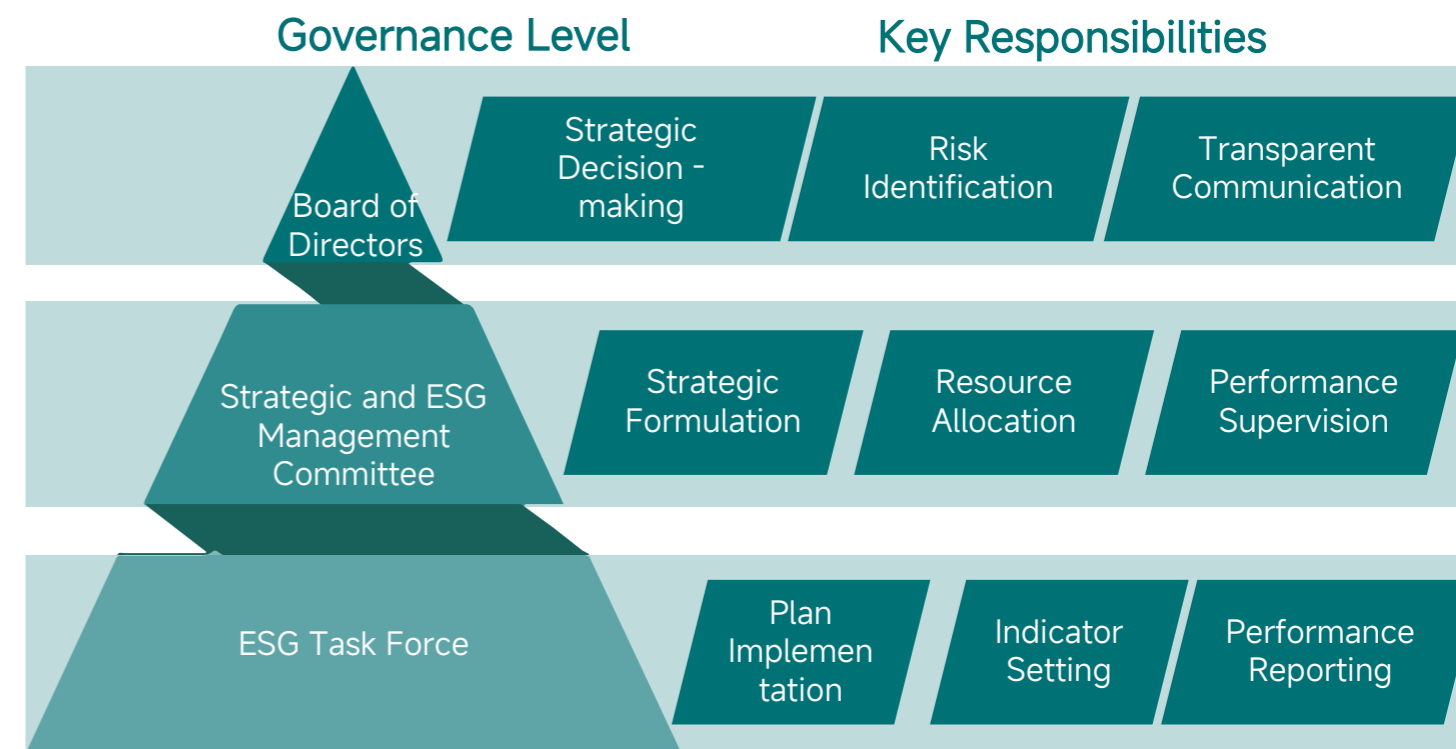 Governance Level
Key Responsibilities
Board of
Directors
Strategic
Decision -
making
Risk
Identification
Transparent
Communication
Strategic and ESG
Management
Committee
Strategic
Formulation
Resource
Allocation
Performance
Supervision
ESG Task Force
Plan
Implemen
tation
Indicator
Setting
Performance
Reporting